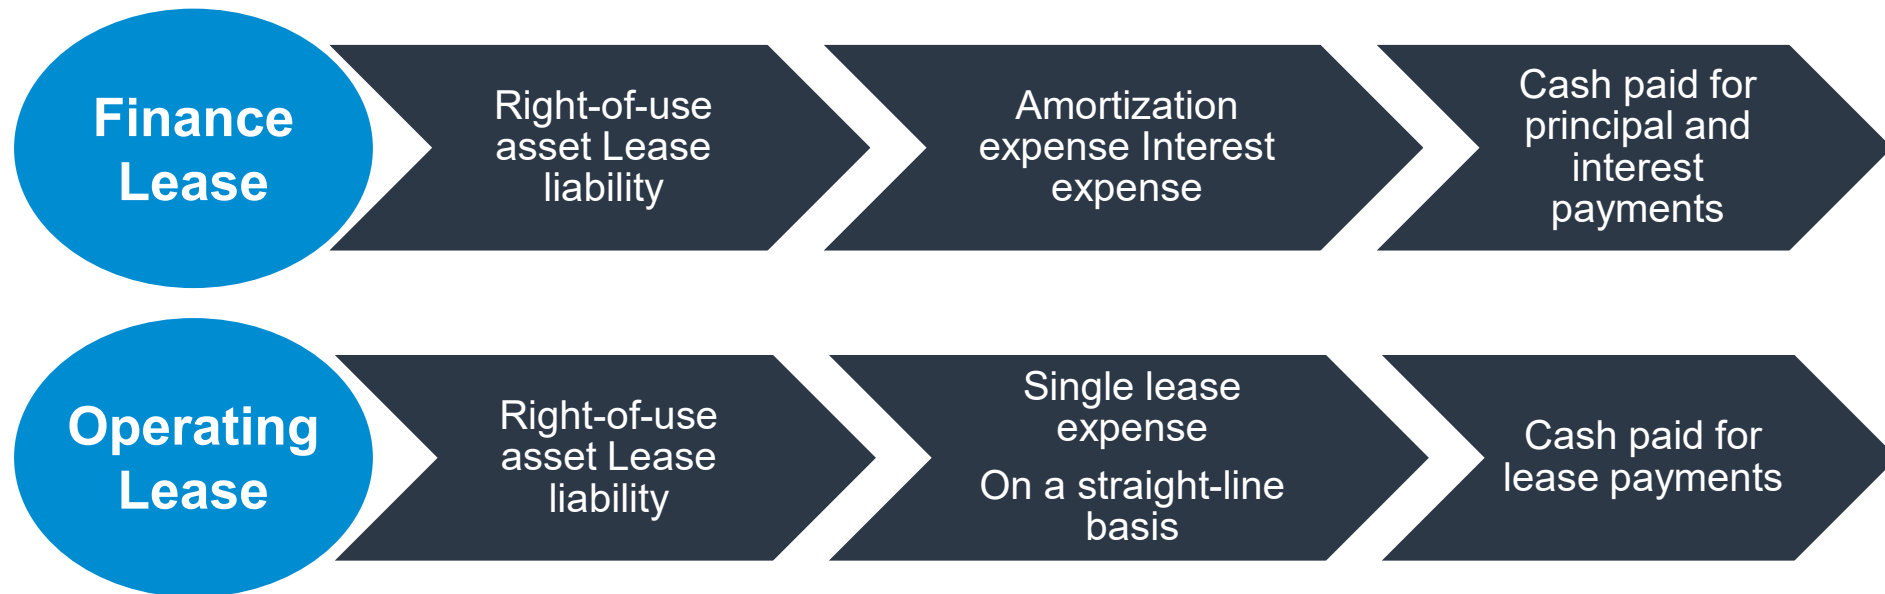 Finance
Lease
Right-of-use
asset Lease
liability
Amortization
expense Interest
expense
Cash paid for
principal and
interest
payments
Operating
Lease
Right-of-use
asset Lease
liability
Single lease
expense
On a straight-line
basis
Cash paid for
lease payments